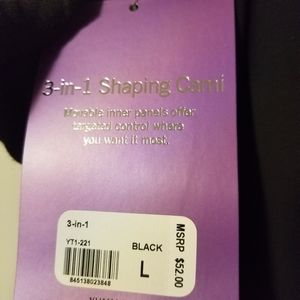 3-in-1 Shaping Cami
Movable inner panels offer
targeted control where
you want it most.
3-in-1
YT1-221
BLACK
L
845138023848
MSRP $52.00